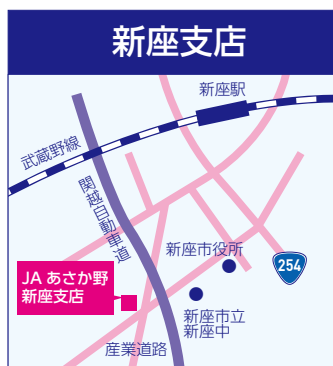 新座支店
新座駅
武蔵野線
関越自動車道
新座市役所
254
JA あさか野
新座支店
新座市立
新座中
産業道路